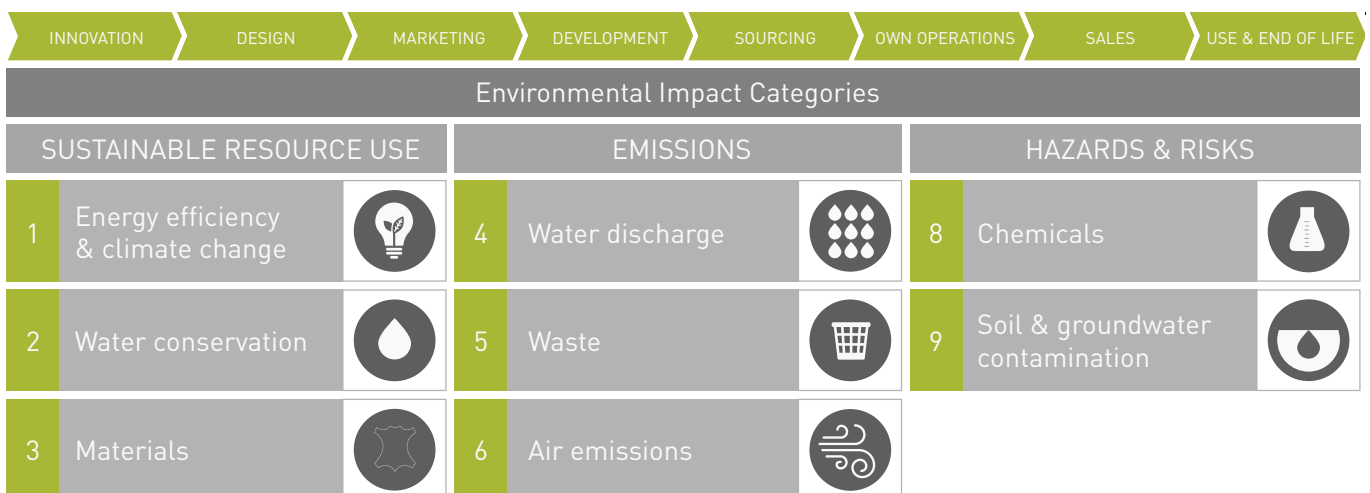 INNOVATION
DESIGN
MARKETING
DEVELOPMENT
SOURCING
OWN OPERATIONS
SALES
USE & END OF LIFE
Environmental Impact Categories
SUSTAINABLE RESOURCE USE
1
Energy efficiency
& climate change
2
Water conservation
3
Materials
EMISSIONS
4
Water discharge
5
Waste
6
Air emissions
HAZARDS & RISKS
8
Chemicals
9
Soil & groundwater
contamination